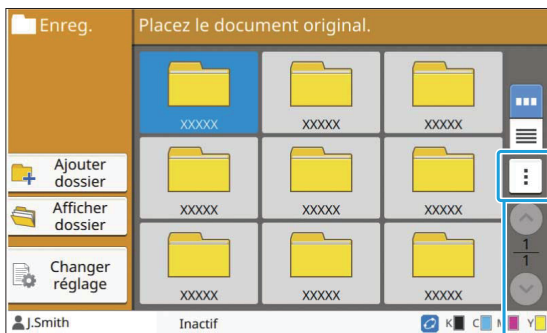 Enreg.
Placez le document original.
XXXXX
XXXXX
XXXXX
Ajouter
dossier
XXXXX
XXXXX
XXXXX
Afficher
dossier
1
1
Changer
réglage
XXXXX
XXXXX
XXXXX
J.Smith
Inactif
K C M Y